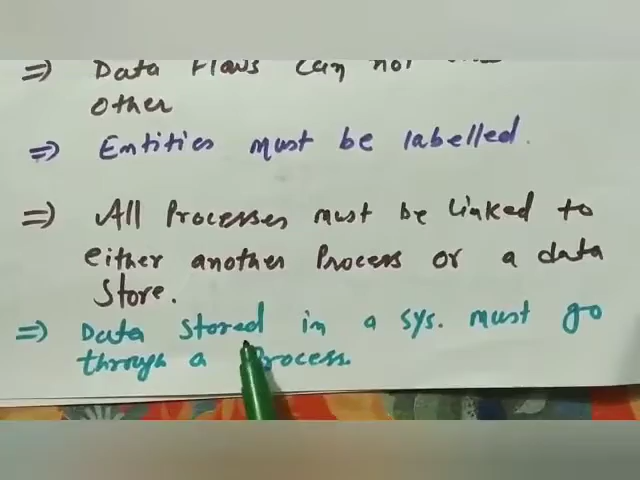 ⇒ Data Flows can not
other
⇒ Entities must be labelled.
⇒ All Processes must be linked to
either another Process or a data
Store.
⇒ Data stored in a sys. must go
through a Process.